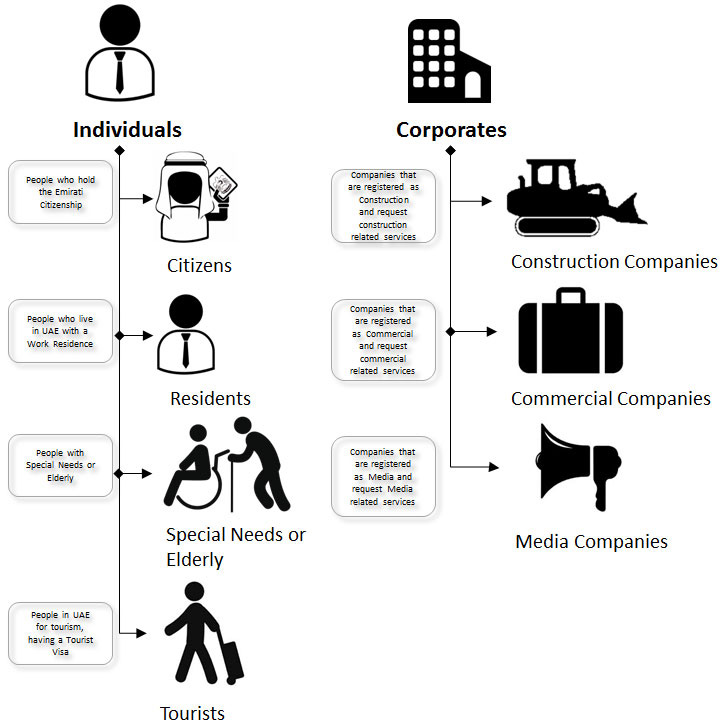 Individuals
People who hold
the Emirati
Citizenship
Citizens
People who live
in UAE with a
Work Residence
Residents
People with
Special Needs or
Elderly
Special Needs or
Elderly
People in UAE
for tourism,
having a Tourist
Visa
Tourists
Corporates
Companies that
are registered as
Construction
and request
construction
related services
Construction Companies
Companies that
are registered
as Commercial
and request
commercial
related services
Commercial Companies
Companies that
are registered
as Media and
request Media
related services
Media Companies